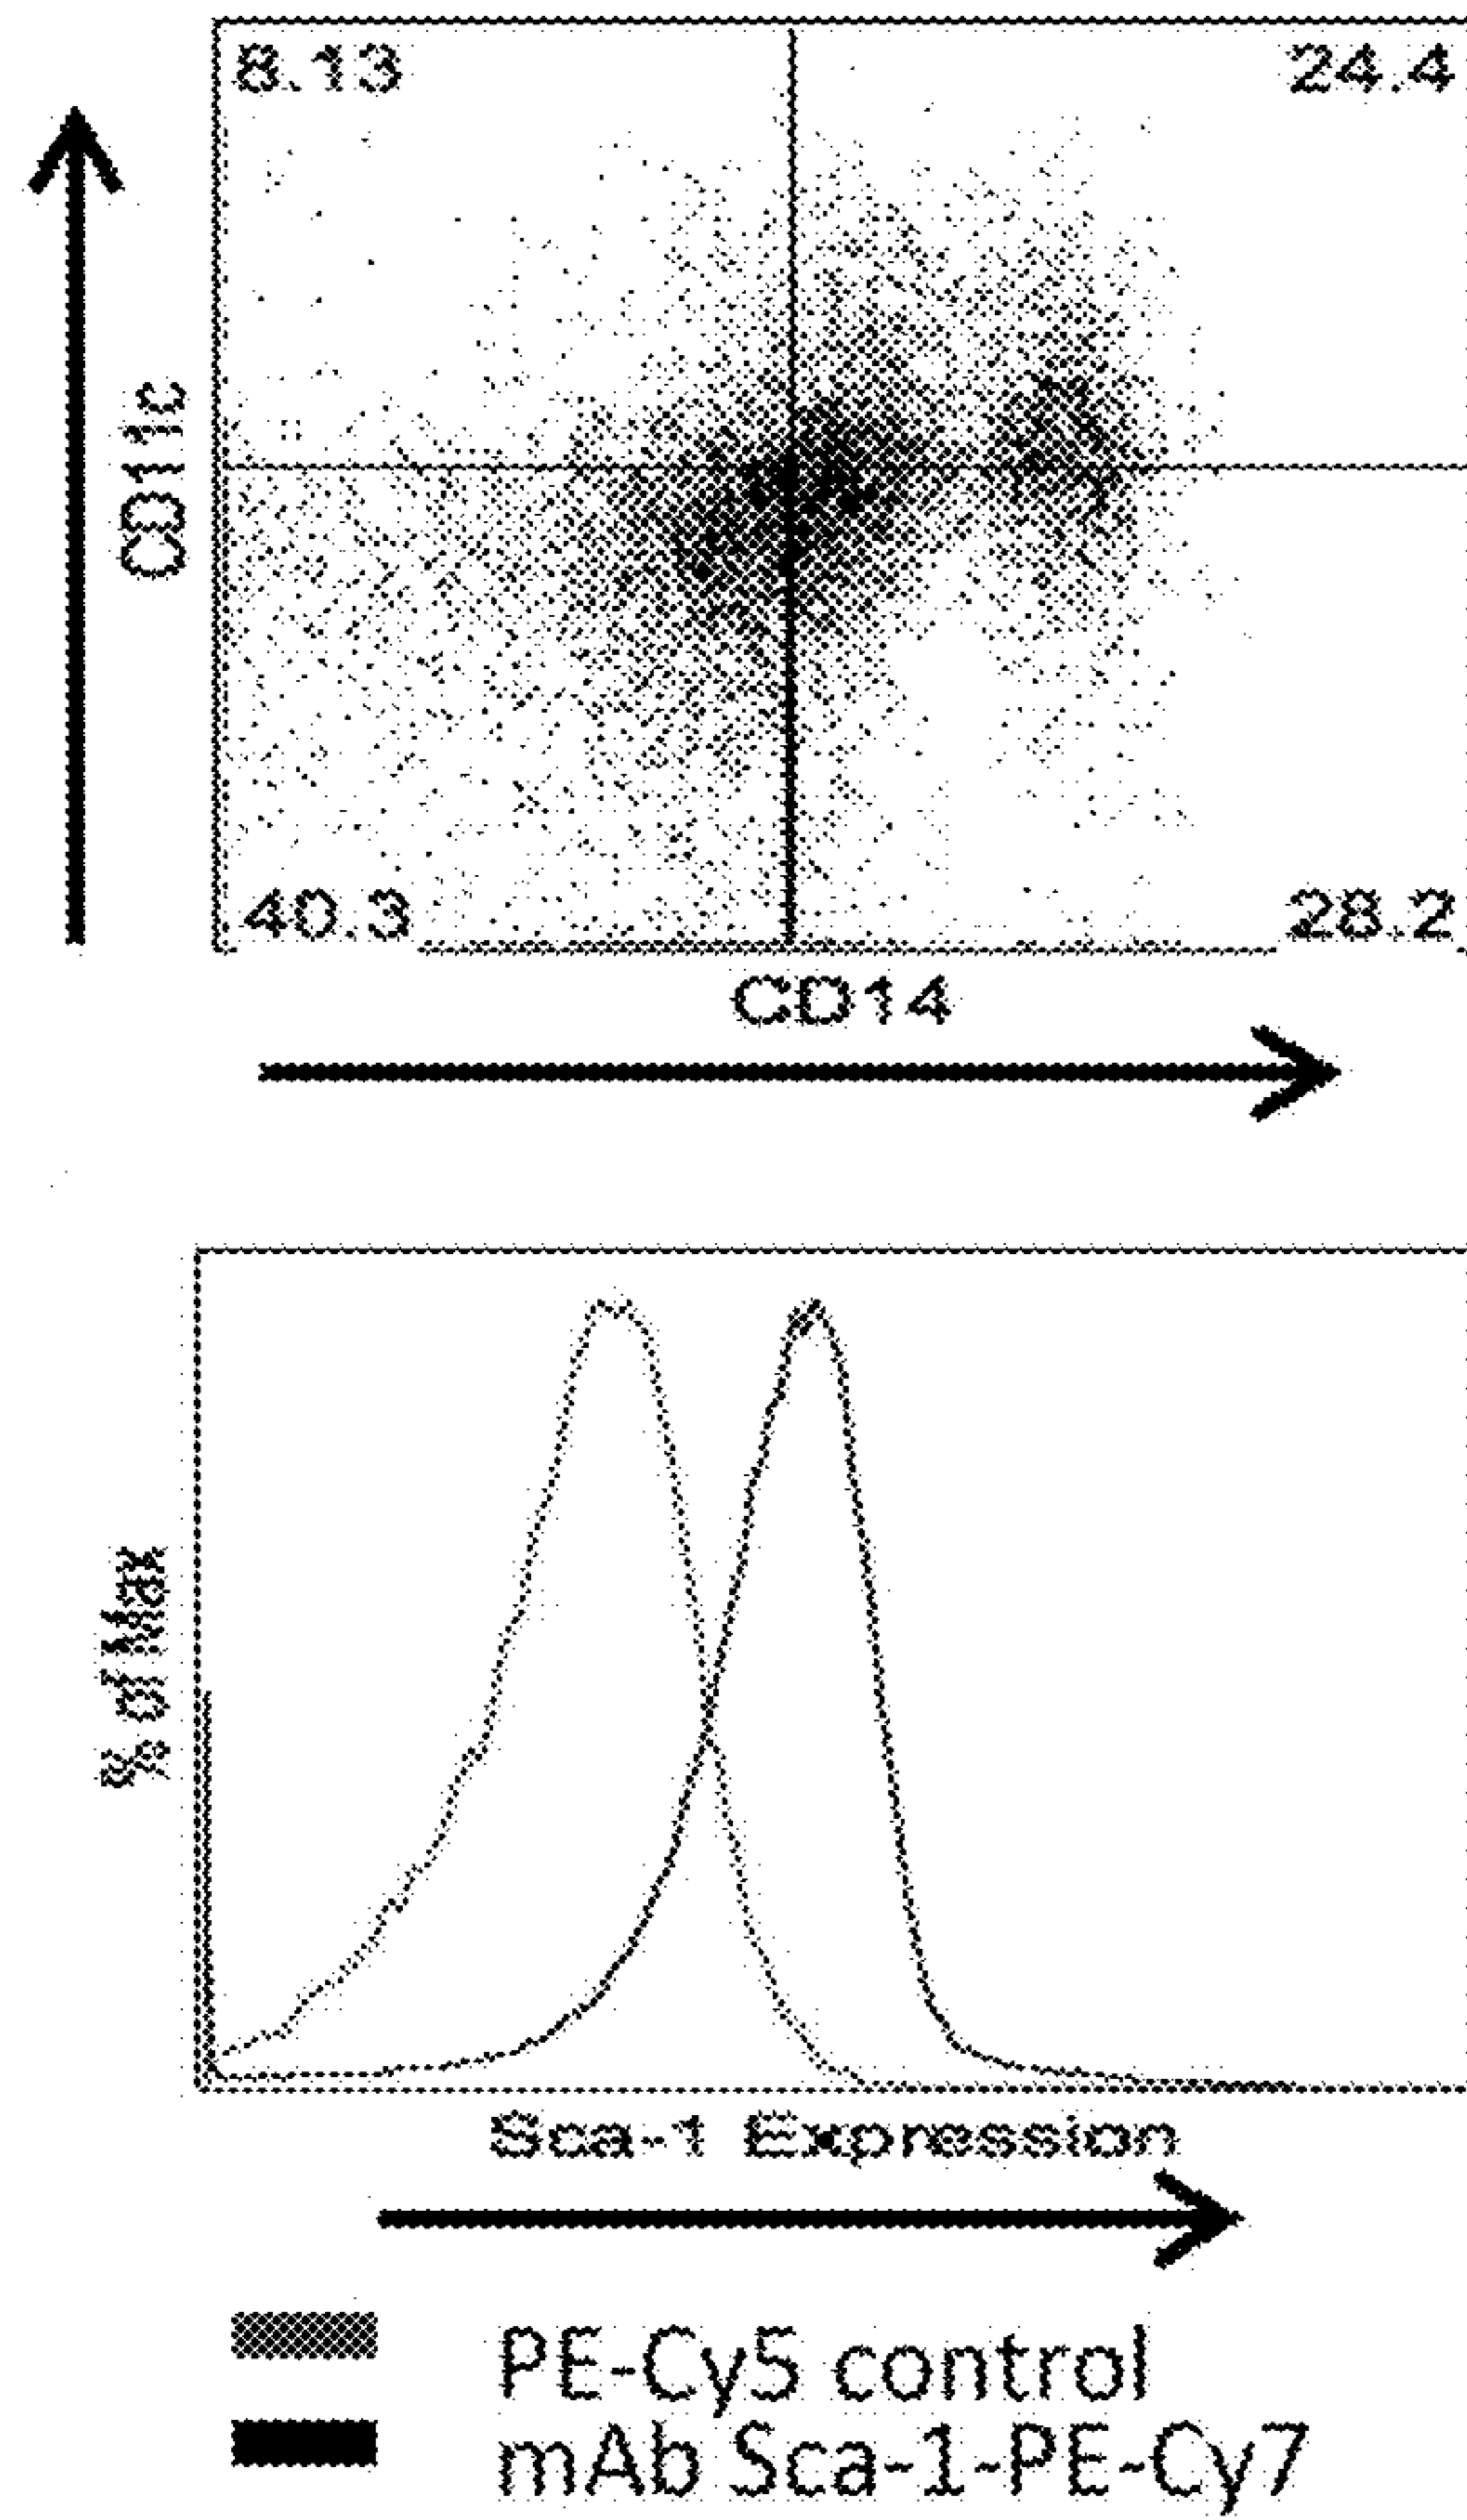 8.13
24.4
CD11c
40.3
28.2
CD14
% of Max
Sca-1 Expression
PE-Cy5 control
mAb Sca-1-PE-Cy7